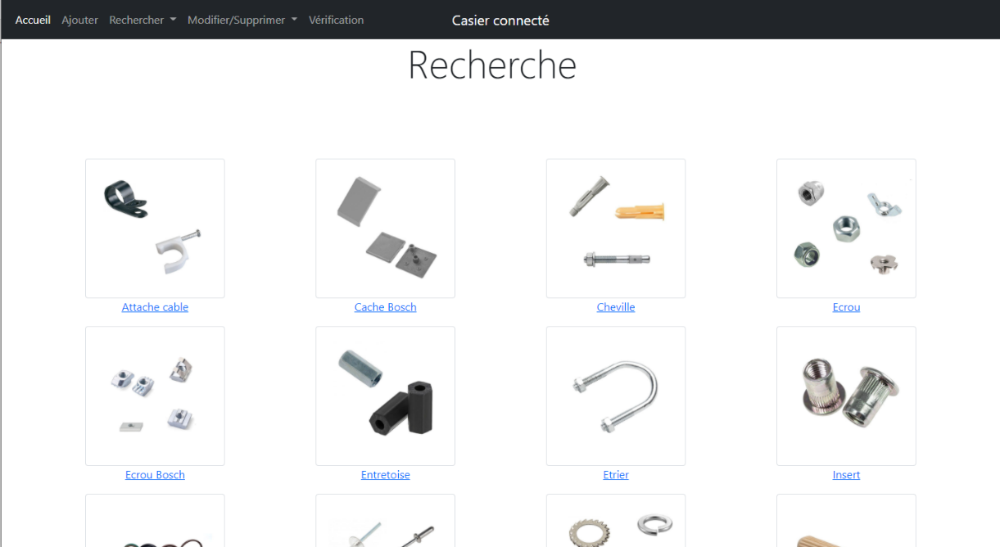 Accueil Ajouter Rechercher Modifier/Supprimer Vérification Casier connecté
Recherche
Attache cable Cache Bosch Cheville Ecrou
Ecrou Bosch Entretoise Etrier Insert